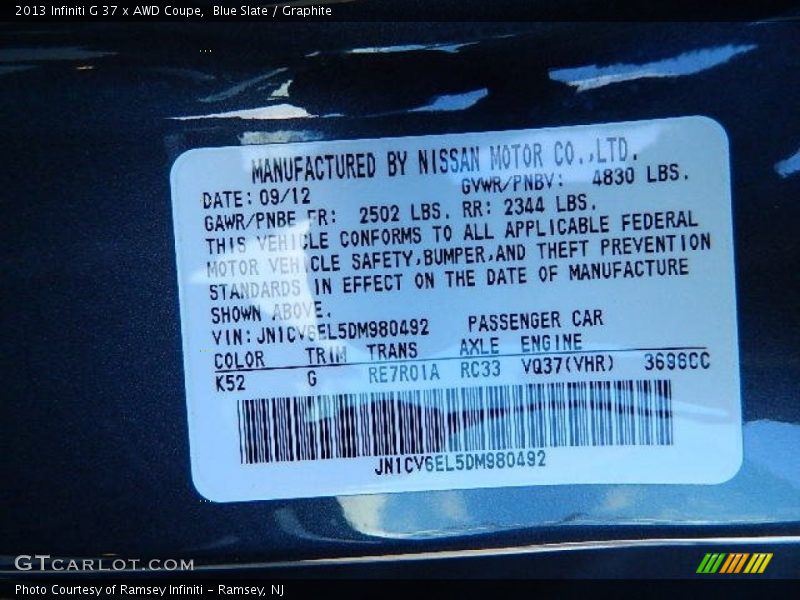 2013 Infiniti G 37 x AWD Coupe,  Blue Slate / Graphite
MANUFACTURED BY NISSAN MOTOR CO.,LTD.
DATE: 09/12 GVWR/PNBV: 4830 LBS.
GAWR/PNBE FR: 2502 LBS. RR: 2344 LBS.
THIS VEHICLE CONFORMS TO ALL APPLICABLE FEDERAL
MOTOR VEHICLE SAFETY,BUMPER,AND THEFT PREVENTION
STANDARDS IN EFFECT ON THE DATE OF MANUFACTURE
SHOWN ABOVE.
VIN: JN1CV6EL5DM980492 PASSENGER CAR
COLOR TRIM TRANS AXLE ENGINE
K52 G RE7R01A RC33 VQ37(VHR) 3696CC
JN1CV6EL5DM980492
GTCARLOT.COM
Photo Courtesy of Ramsey Infiniti - Ramsey, NJ